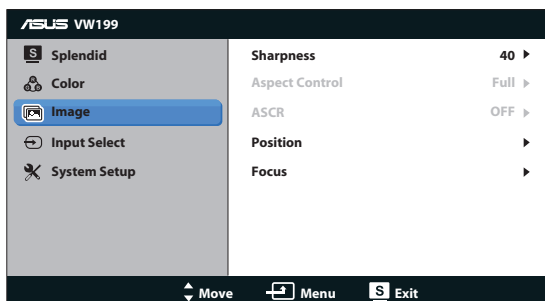 ASUS VW199
S Splendid
Color
Image
Input Select
System Setup
Sharpness 40
Aspect Control Full
ASCR OFF
Position
Focus
Move Menu S Exit